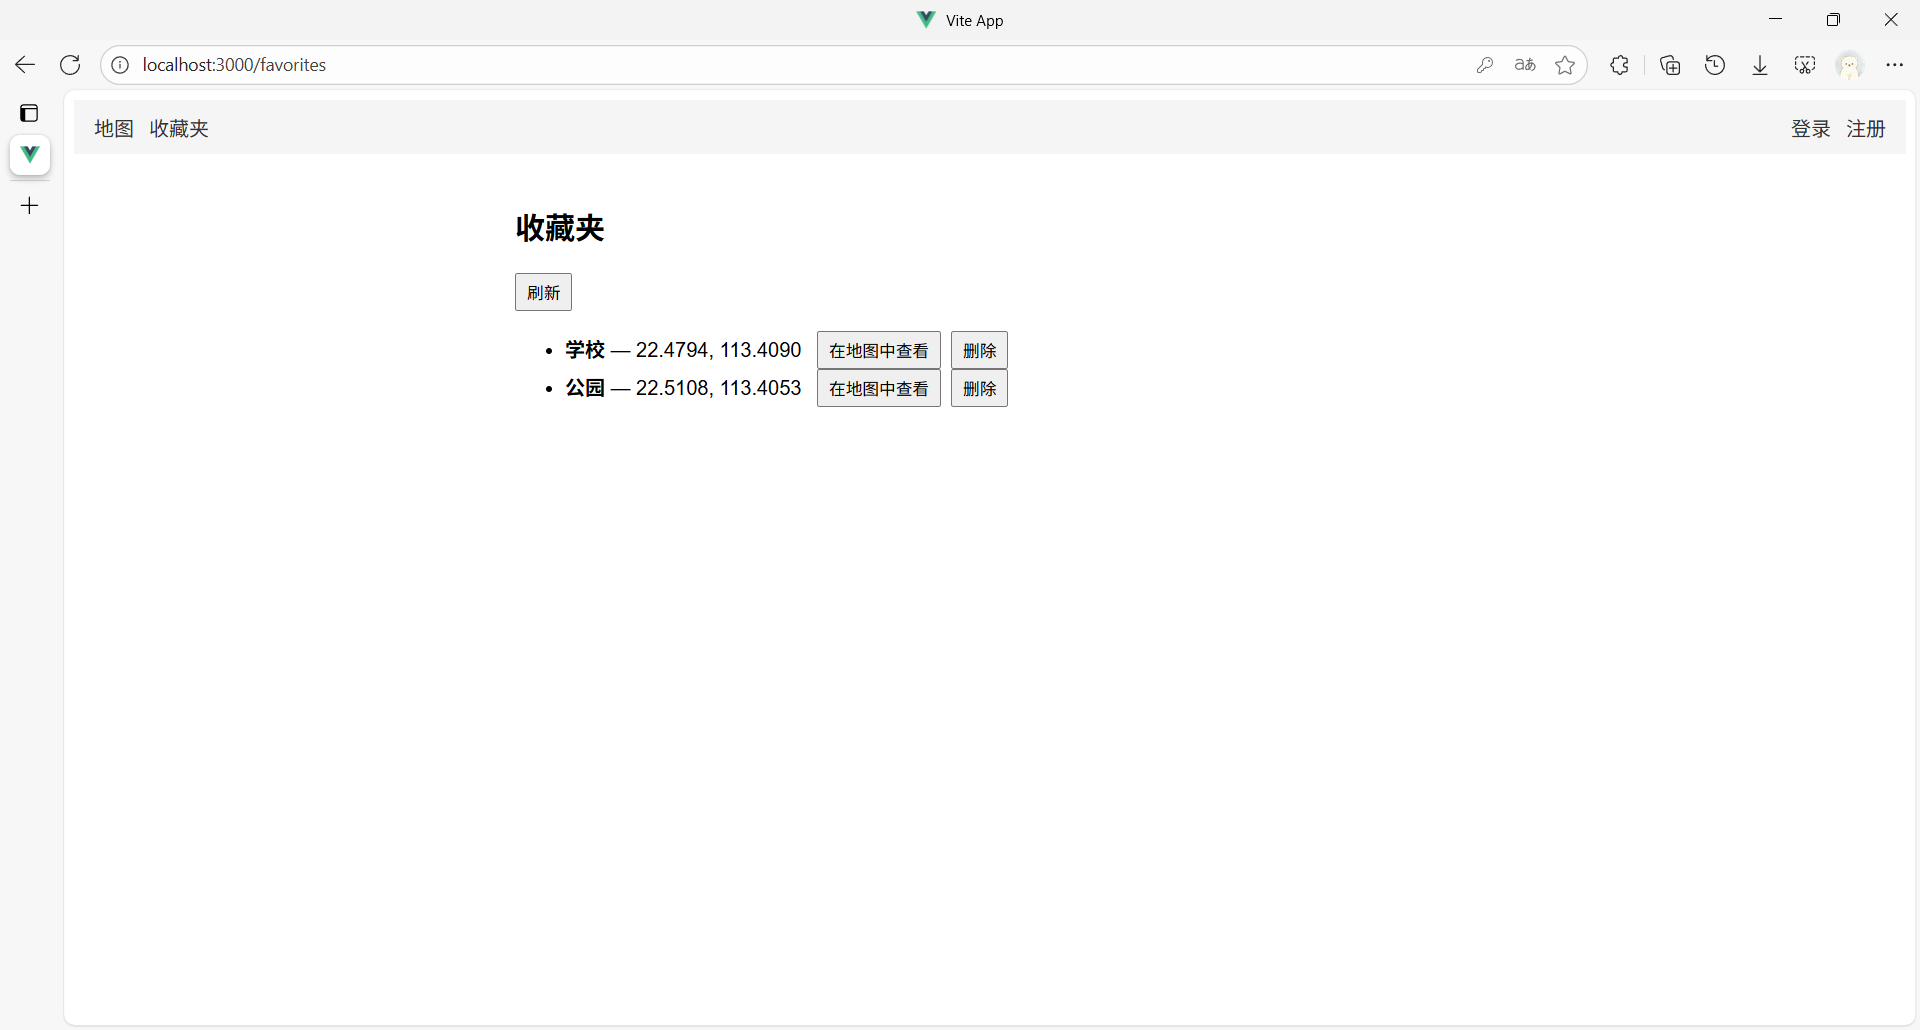 Vite App
localhost:3000/favorites
aあ
地图 收藏夹 登录 注册
收藏夹
刷新
• 学校 — 22.4794, 113.4090 在地图中查看 删除
• 公园 — 22.5108, 113.4053 在地图中查看 删除